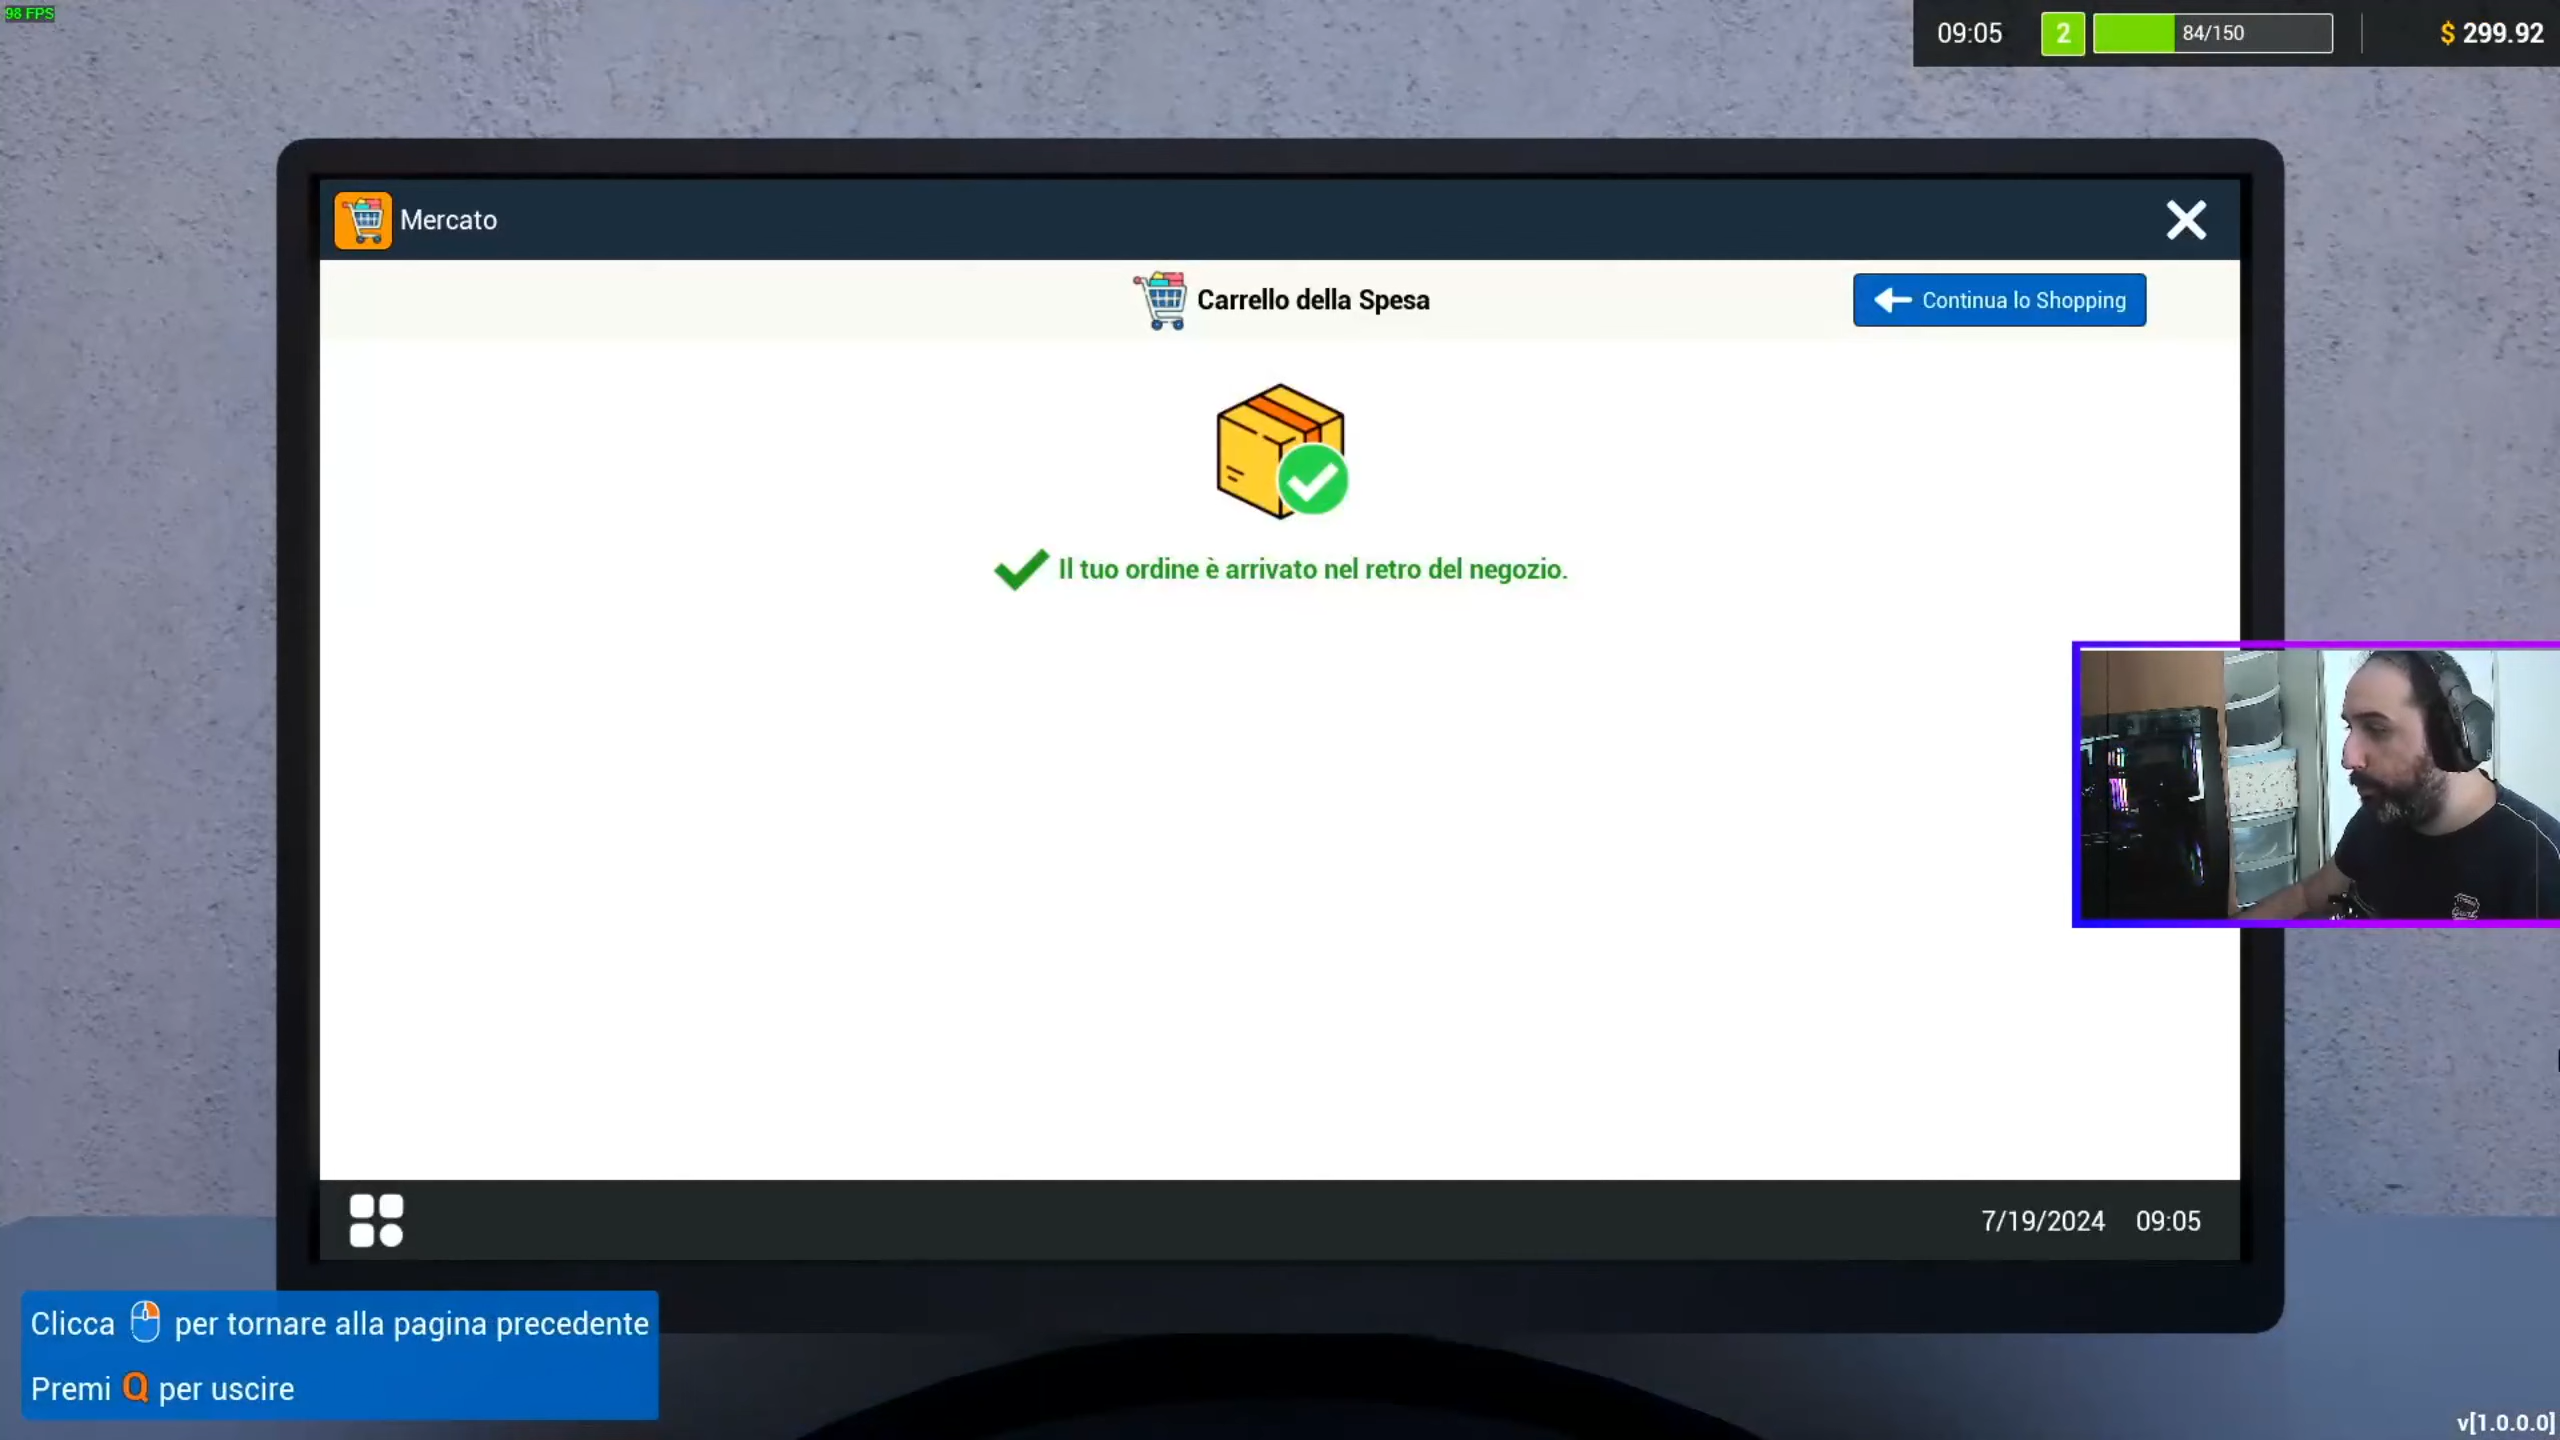 98 FPS
09:05 2 84/150 $ 299.92
Mercato
Carrello della Spesa
Continua lo Shopping
Il tuo ordine è arrivato nel retro del negozio.
7/19/2024 09:05
Clicca per tornare alla pagina precedente
Premi Q per uscire
v[1.0.0.0]